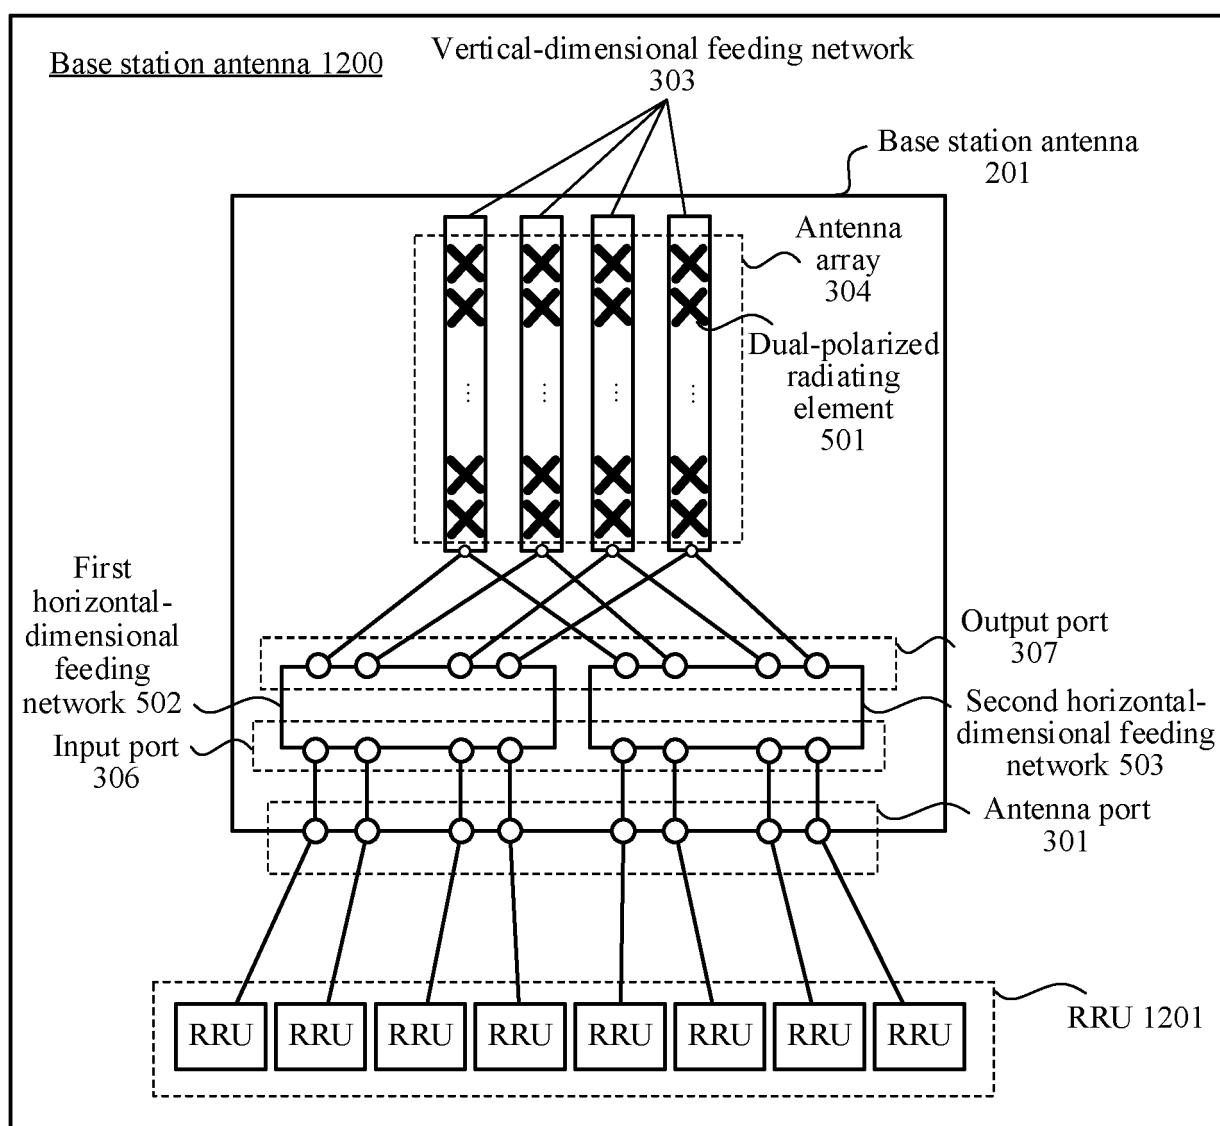 Base station antenna 1200
Vertical-dimensional feeding network
303
Base station antenna
201
Antenna
array
304
Dual-polarized
radiating
element
501
...
...
...
...
First
horizontal-
dimensional
feeding
network 502
Output port
307
Second horizontal-
dimensional feeding
network 503
Input port
306
Antenna port
301
RRU RRU RRU RRU RRU RRU RRU RRU
RRU 1201